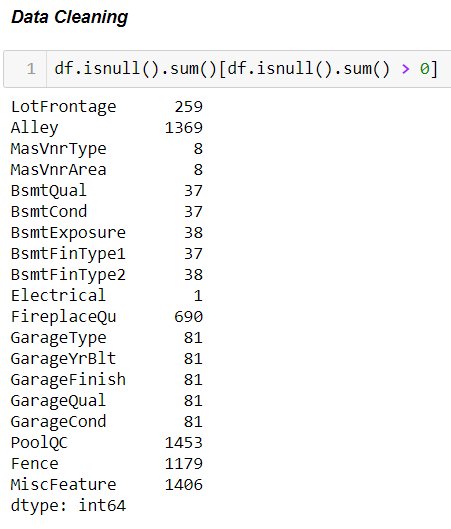 Data Cleaning
1 df.isnull().sum()[df.isnull().sum() > 0]
LotFrontage 259
Alley 1369
MasVnrType 8
MasVnrArea 8
BsmtQual 37
BsmtCond 37
BsmtExposure 38
BsmtFinType1 37
BsmtFinType2 38
Electrical 1
FireplaceQu 690
GarageType 81
GarageYrBlt 81
GarageFinish 81
GarageQual 81
GarageCond 81
PoolQC 1453
Fence 1179
MiscFeature 1406
dtype: int64